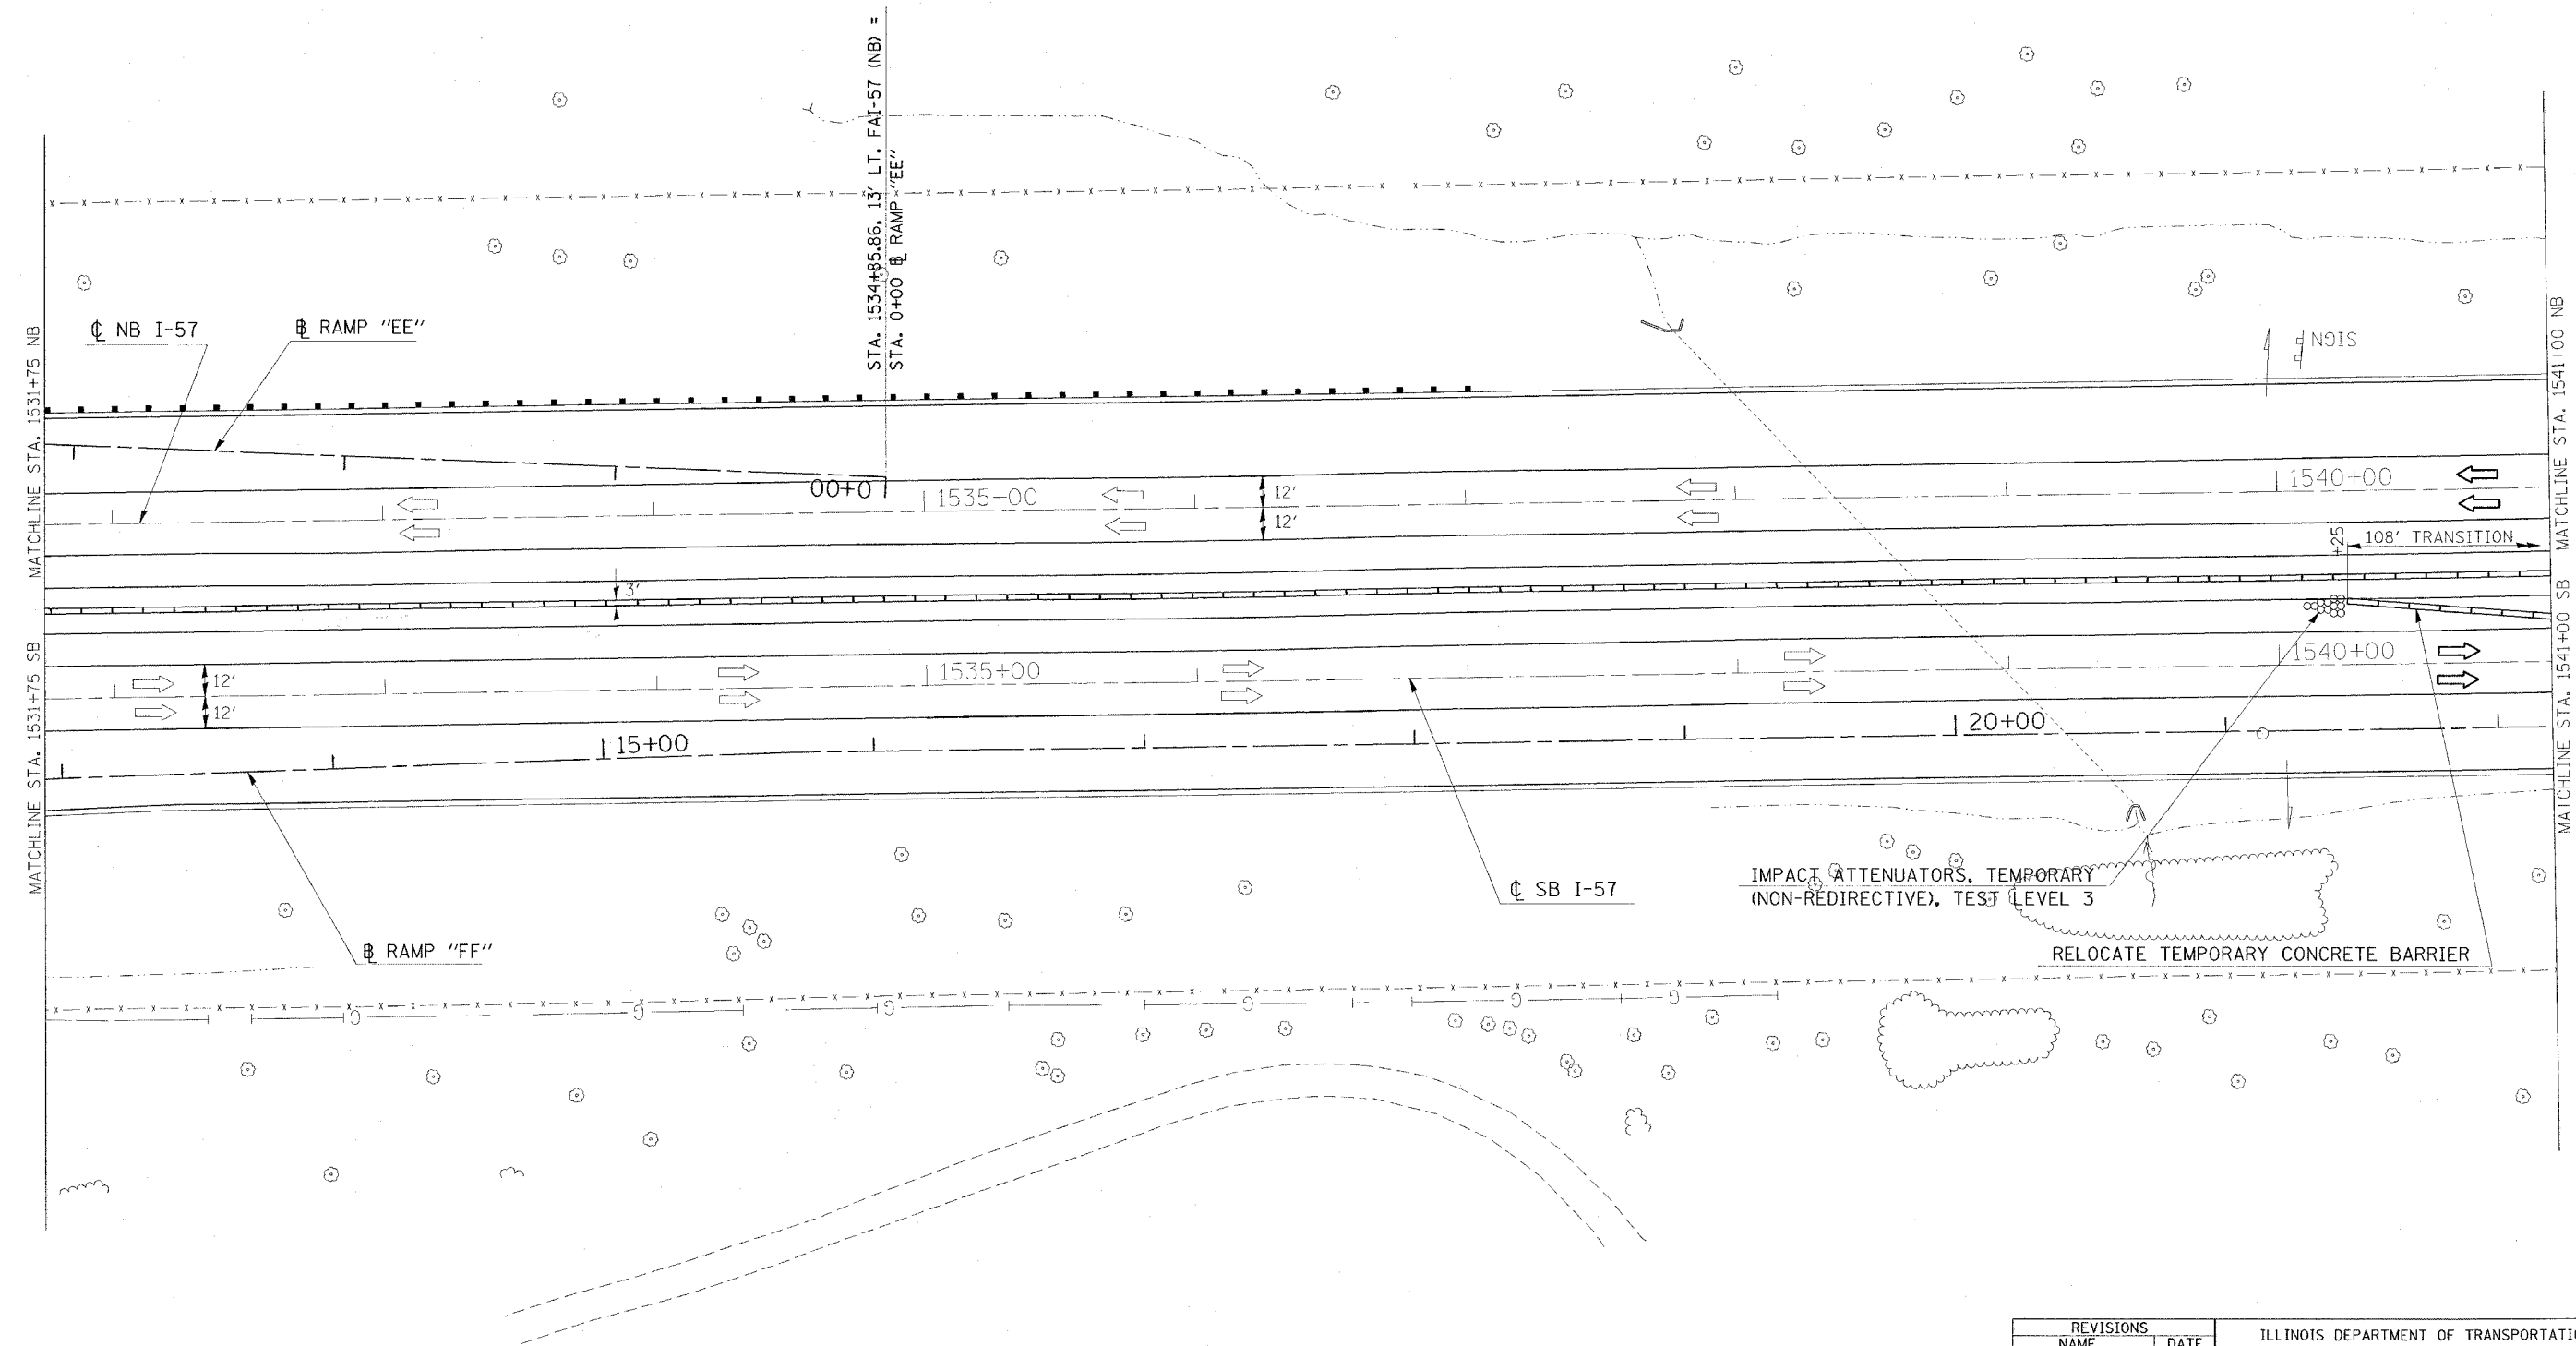 STA. 1534+85.86, 13' LT. FAI-57 (NB) =
STA. 0+00 ⅊ RAMP "EE"
MATCHLINE STA. 1531+75 NB
℄ NB I-57
⅊ RAMP "EE"
SIGN
MATCHLINE STA. 1541+00 NB
0+00
1535+00
12'
12'
1540+00
+25
108' TRANSITION
3'
MATCHLINE STA. 1531+75 SB
12'
12'
1535+00
1540+00
MATCHLINE STA. 1541+00 SB
15+00
20+00
IMPACT ATTENUATORS, TEMPORARY
(NON-REDIRECTIVE), TEST LEVEL 3
℄ SB I-57
⅊ RAMP "FF"
RELOCATE TEMPORARY CONCRETE BARRIER
G
G
G
G
G
G
REVISIONS
NAME
DATE
ILLINOIS DEPARTMENT OF